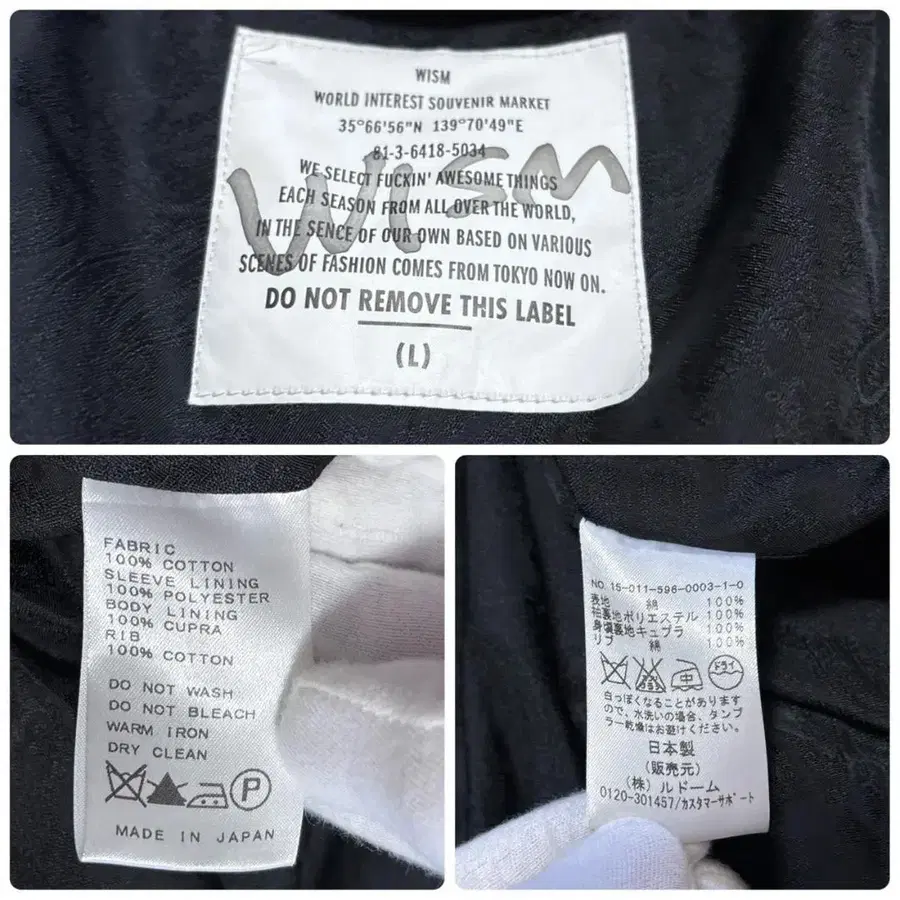 WISM
WORLD INTEREST SOUVENIR MARKET
35°66'56"N 139°70'49"E
81-3-6418-5034
WISM
WE SELECT FUCKIN' AWESOME THINGS
EACH SEASON FROM ALL OVER THE WORLD,
IN THE SENCE OF OUR OWN BASED ON VARIOUS
SCENES OF FASHION COMES FROM TOKYO NOW ON.
DO NOT REMOVE THIS LABEL
(L)
FABRIC
100% COTTON
SLEEVE LINING
100% POLYESTER
BODY LINING
100% CUPRA
RIB
100% COTTON
DO NOT WASH
DO NOT BLEACH
WARM IRON
DRY CLEAN
P
MADE IN JAPAN
NO. 15-011-596-0003-1-0
表地 綿 100%
袖裏地ポリエステル 100%
身頃裏地キュプラ 100%
リブ 綿 100%
中 ドライ
白っぽくなることがあります
ので、水洗いの場合、タンブ
ラー乾燥はお避けください。
日本製
(販売元)
(株)ルドーム
0120-301457/カスタマーサポート